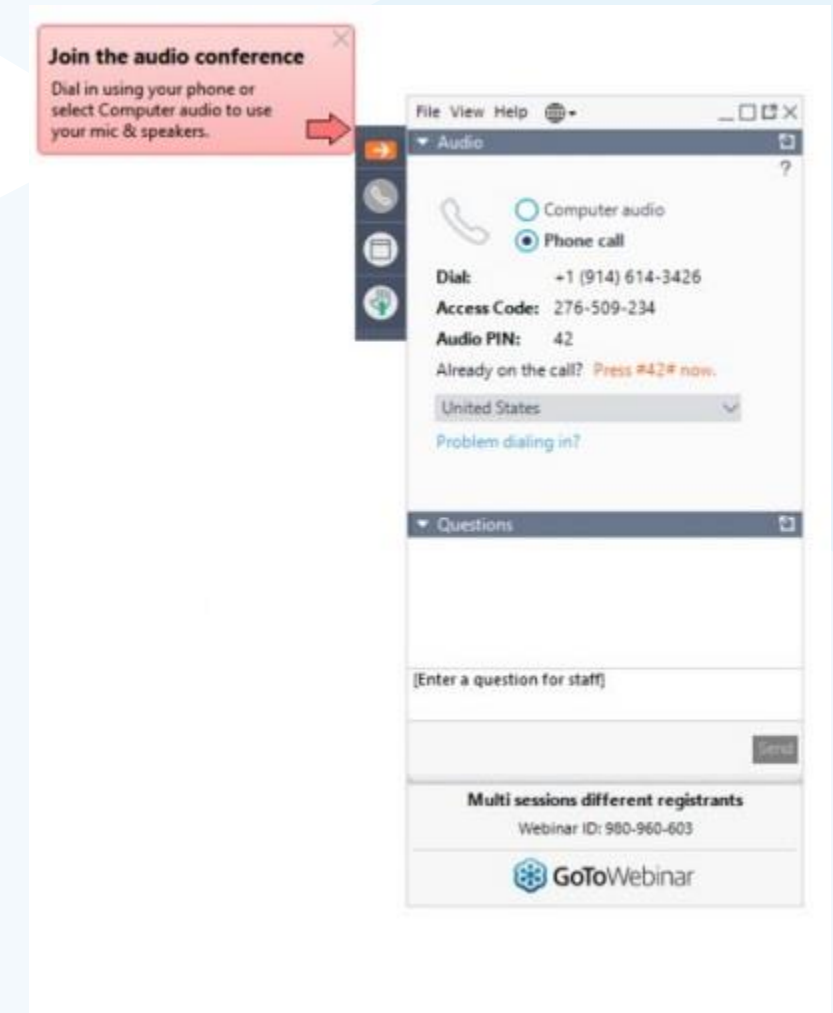 Join the audio conference
Dial in using your phone or
select Computer audio to use
your mic & speakers.
File View Help
Audio
?
Computer audio
Phone call
Dial: +1 (914) 614-3426
Access Code: 276-509-234
Audio PIN: 42
Already on the call? Press #42# now.
United States
Problem dialing in?
Questions
[Enter a question for staff]
Send
Multi sessions different registrants
Webinar ID: 980-960-603
GoToWebinar